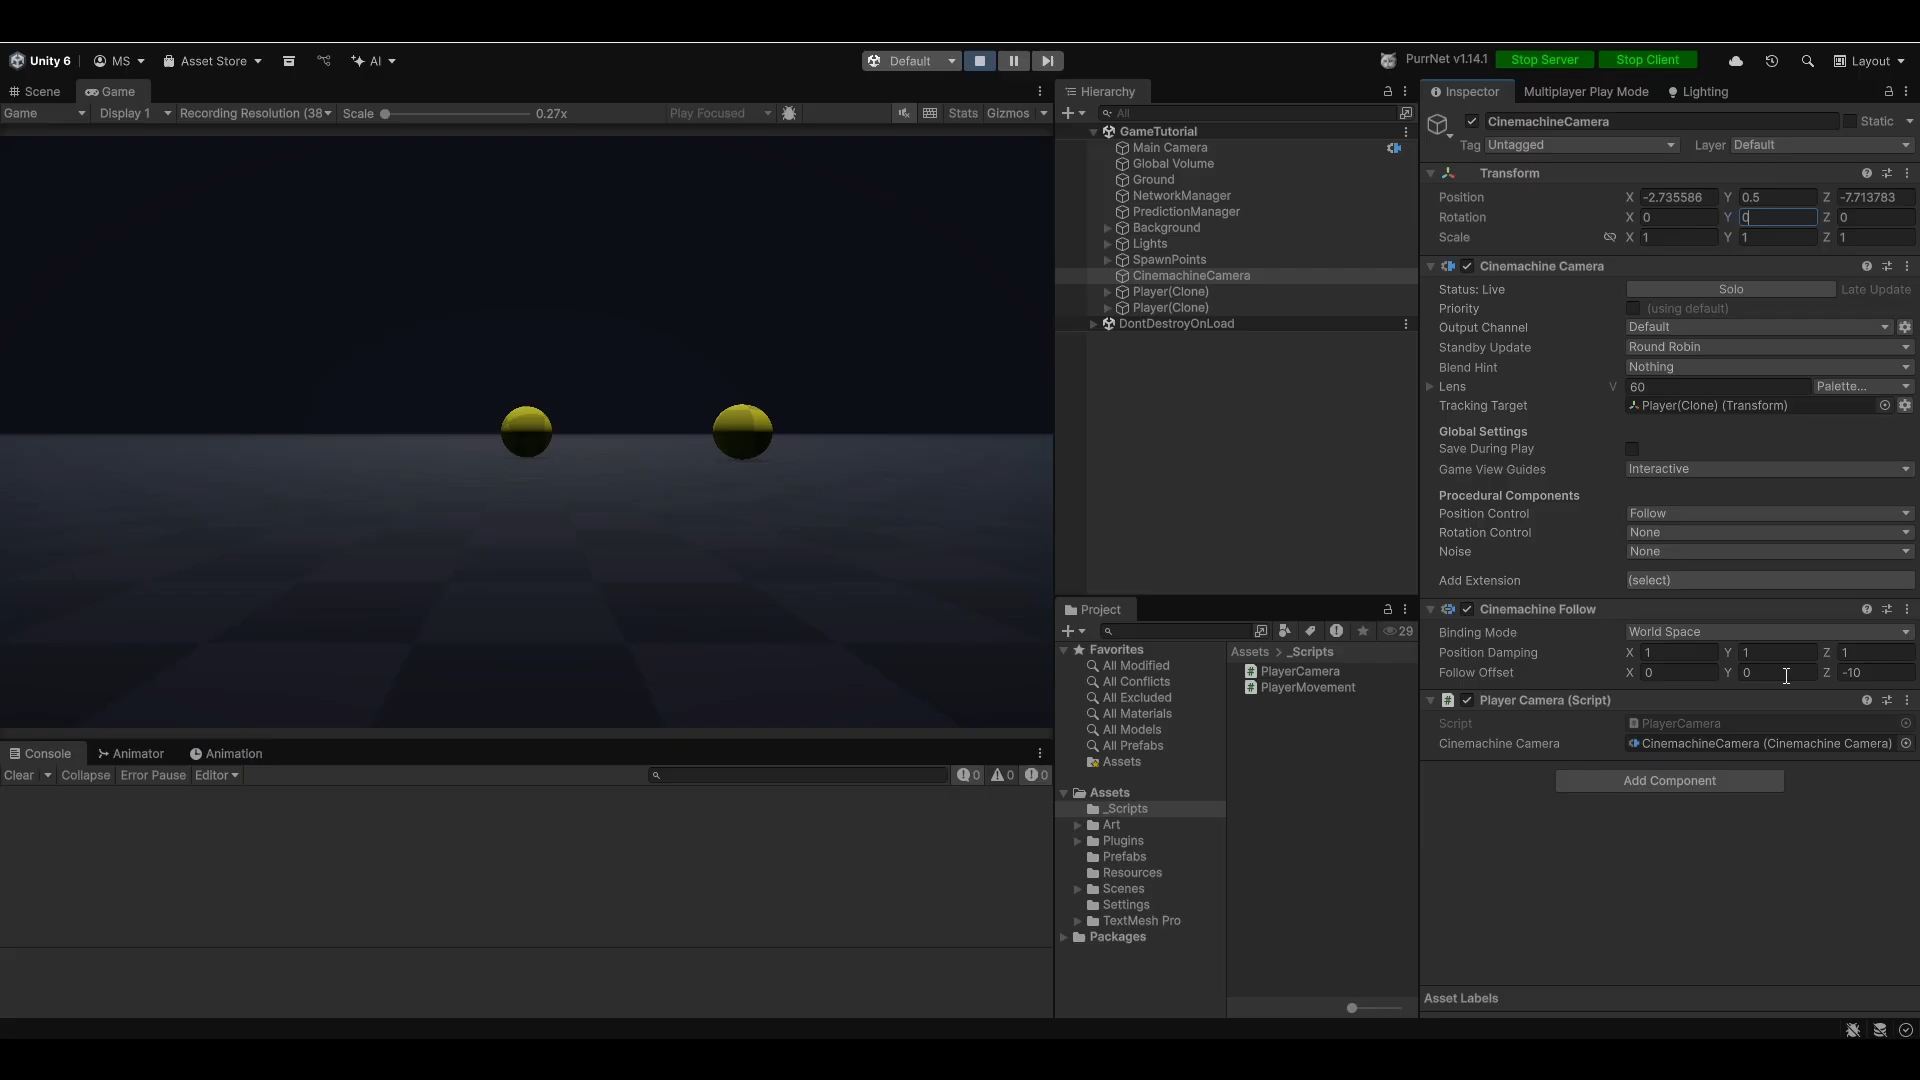 Unity 6 MS Asset Store AI Default PurrNet v1.14.1 Stop Server Stop Client Layout
Scene Game
Game Display 1 Recording Resolution (38 Scale 0.27x Play Focused Stats Gizmos
Hierarchy
All
GameTutorial
Main Camera
Global Volume
Ground
NetworkManager
PredictionManager
Background
Lights
SpawnPoints
CinemachineCamera
Player(Clone)
Player(Clone)
DontDestroyOnLoad
Inspector Multiplayer Play Mode Lighting
CinemachineCamera Static
Tag Untagged Layer Default
Transform
Position X -2.735586 Y 0.5 Z -7.713783
Rotation X 0 Y 0 Z 0
Scale X 1 Y 1 Z 1
Cinemachine Camera
Status: Live Solo Late Update
Priority (using default)
Output Channel Default
Standby Update Round Robin
Blend Hint Nothing
Lens V 60 Palette...
Tracking Target Player(Clone) (Transform)
Global Settings
Save During Play
Game View Guides Interactive
Procedural Components
Position Control Follow
Rotation Control None
Noise None
Add Extension (select)
Cinemachine Follow
Binding Mode World Space
Position Damping X 1 Y 1 Z 1
Follow Offset X 0 Y 0 Z -10
Player Camera (Script)
Script PlayerCamera
Cinemachine Camera CinemachineCamera (Cinemachine Camera)
Add Component
Asset Labels
Project
29
Favorites
All Modified
All Conflicts
All Excluded
All Materials
All Models
All Prefabs
Assets
Assets
_Scripts
Art
Plugins
Prefabs
Resources
Scenes
Settings
TextMesh Pro
Packages
Assets > _Scripts
PlayerCamera
PlayerMovement
Console Animator Animation
Clear Collapse Error Pause Editor 0 0 0